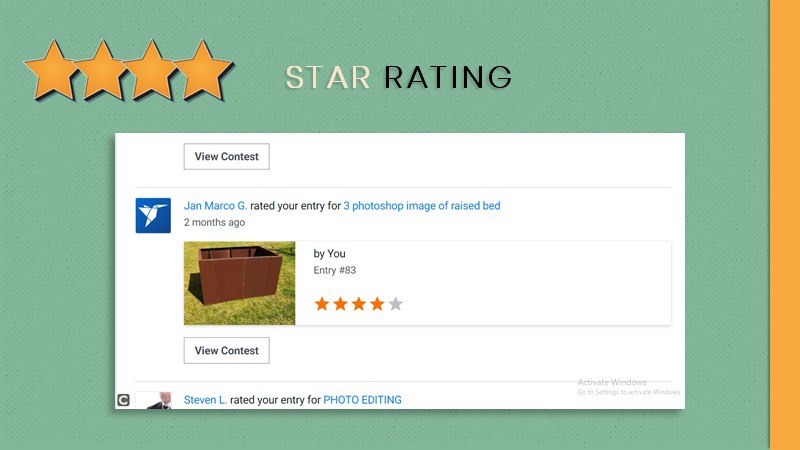 STAR RATING
View Contest
Jan Marco G. rated your entry for 3 photoshop image of raised bed
2 months ago
by You
Entry #83
View Contest
Activate Windows
Go to Settings to activate Windows.
C
Steven L. rated your entry for PHOTO EDITING